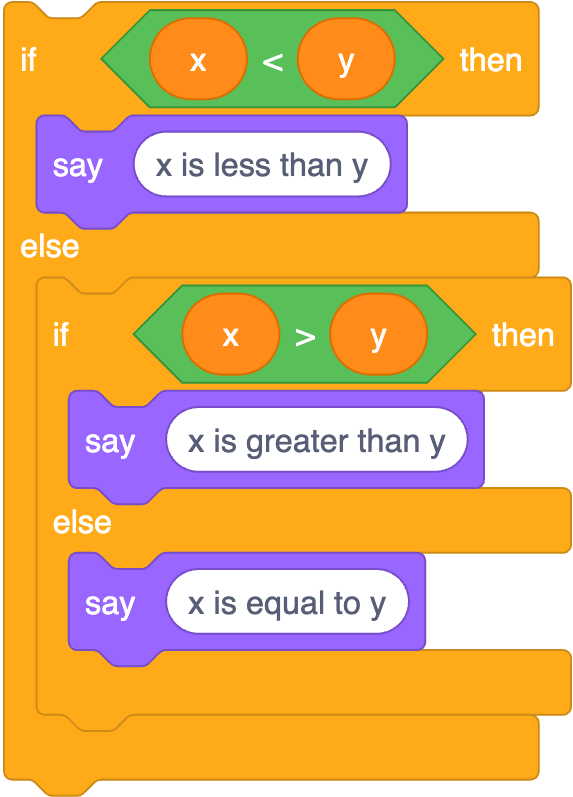 if x < y then
say x is less than y
else
if x > y then
say x is greater than y
else
say x is equal to y